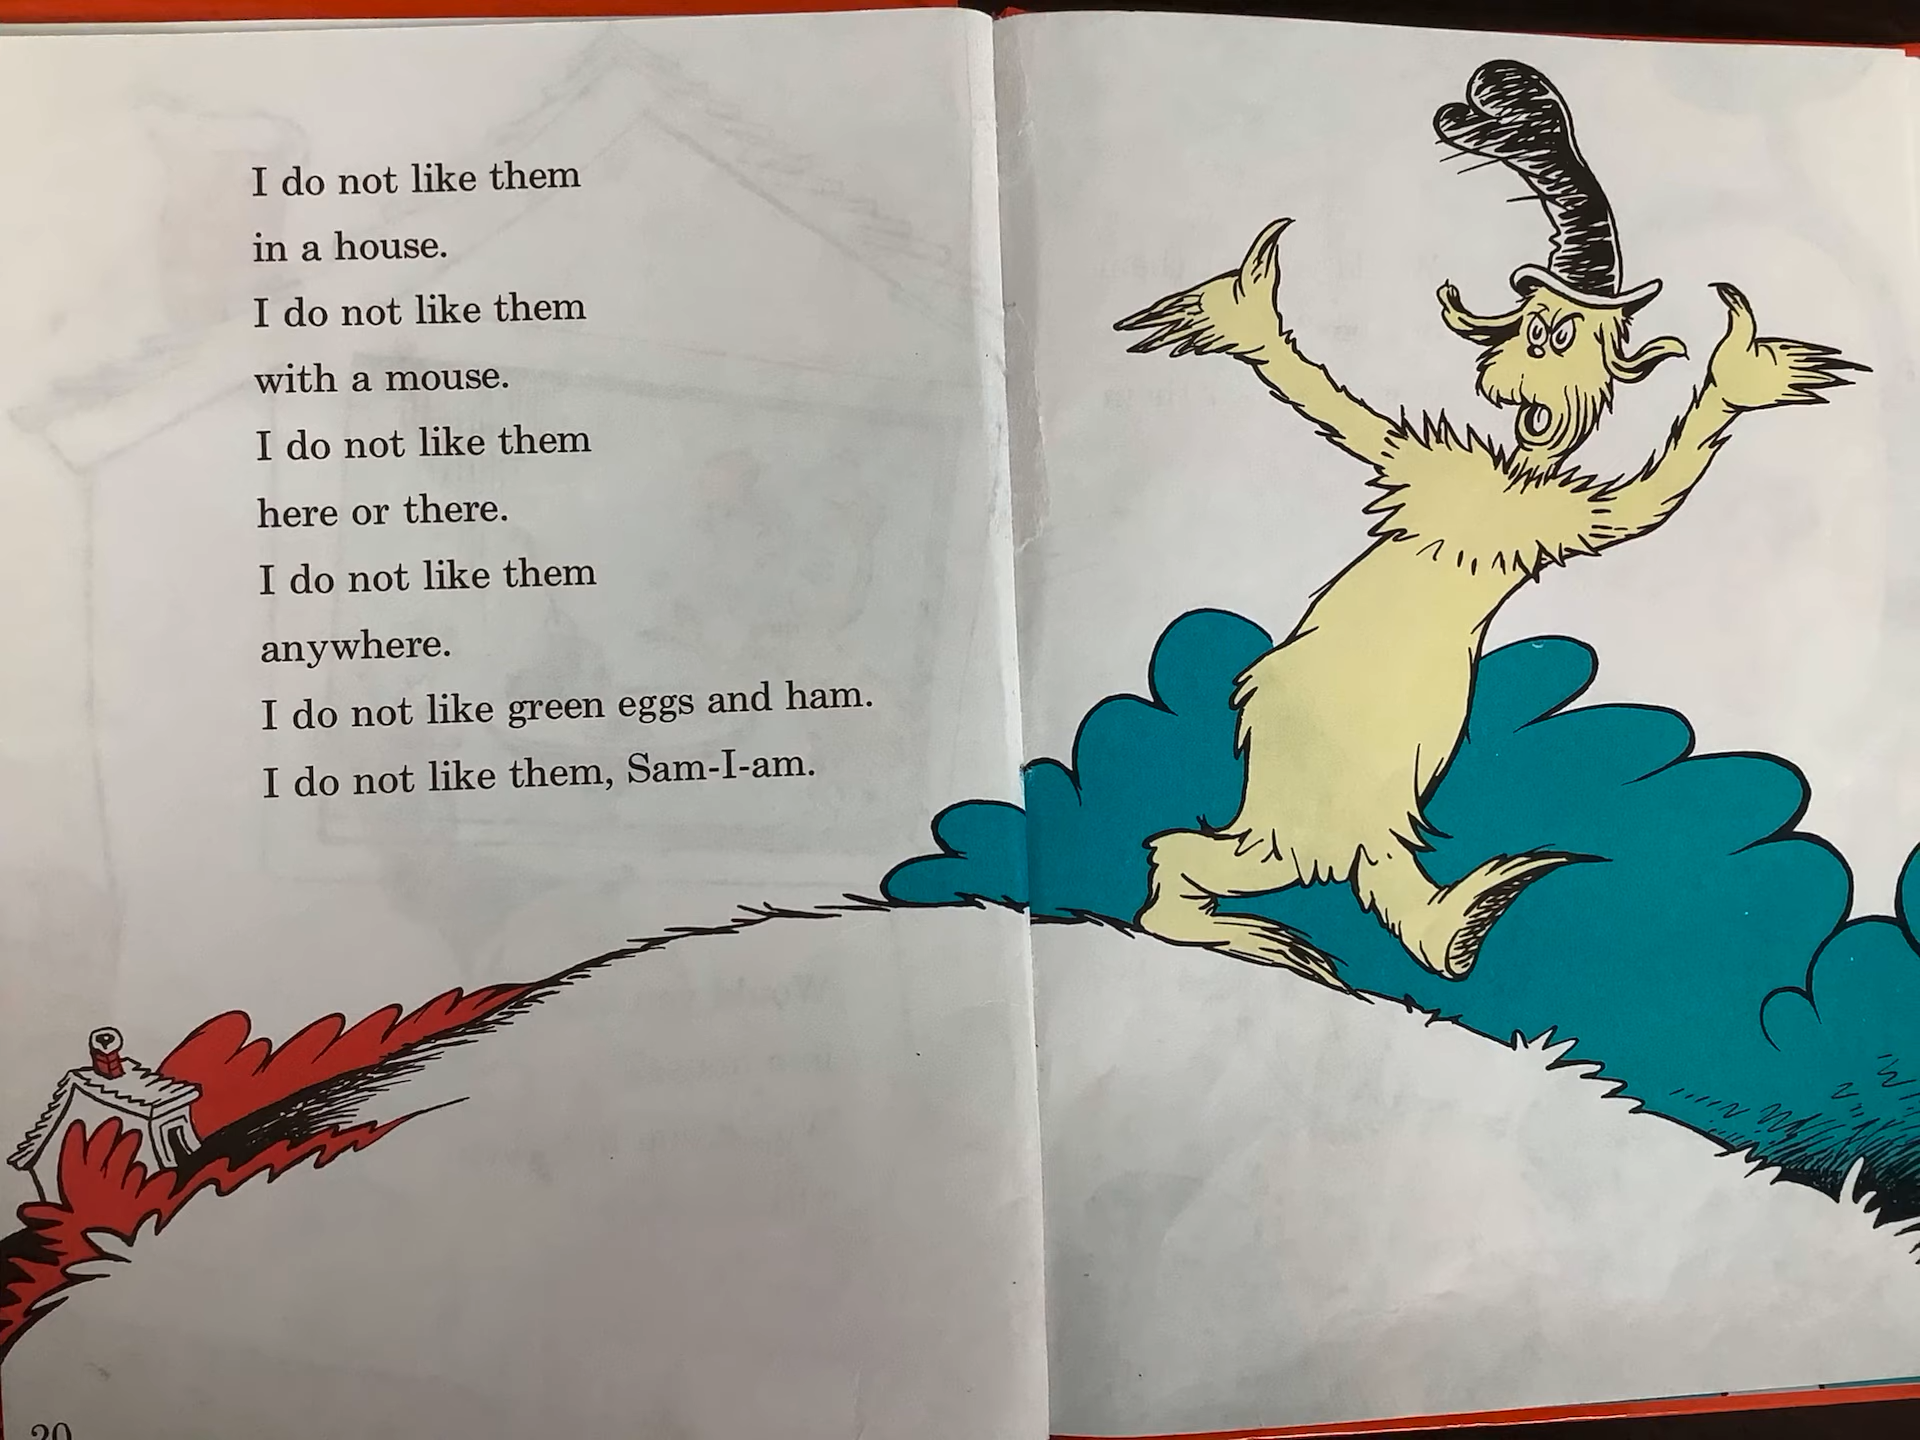 I do not like them
in a house.
I do not like them
with a mouse.
I do not like them
here or there.
I do not like them
anywhere.
I do not like green eggs and ham.
I do not like them, Sam-I-am.
20